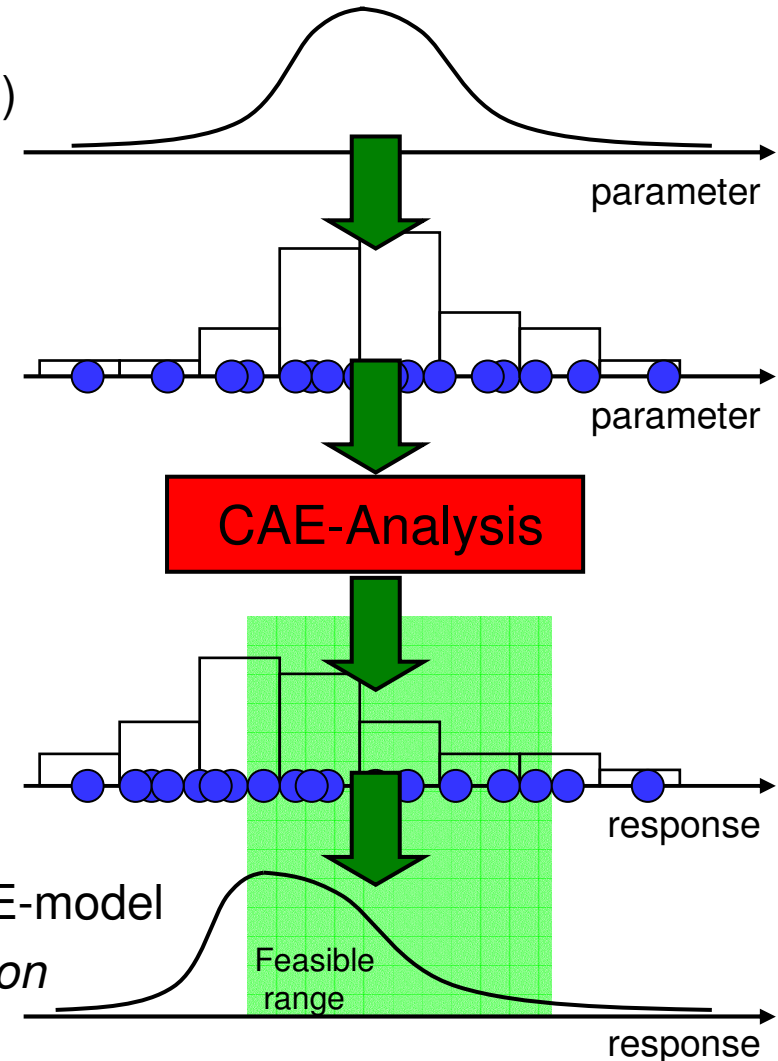 )
parameter
parameter
CAE-Analysis
response
E-model
Feasible
on
range
response